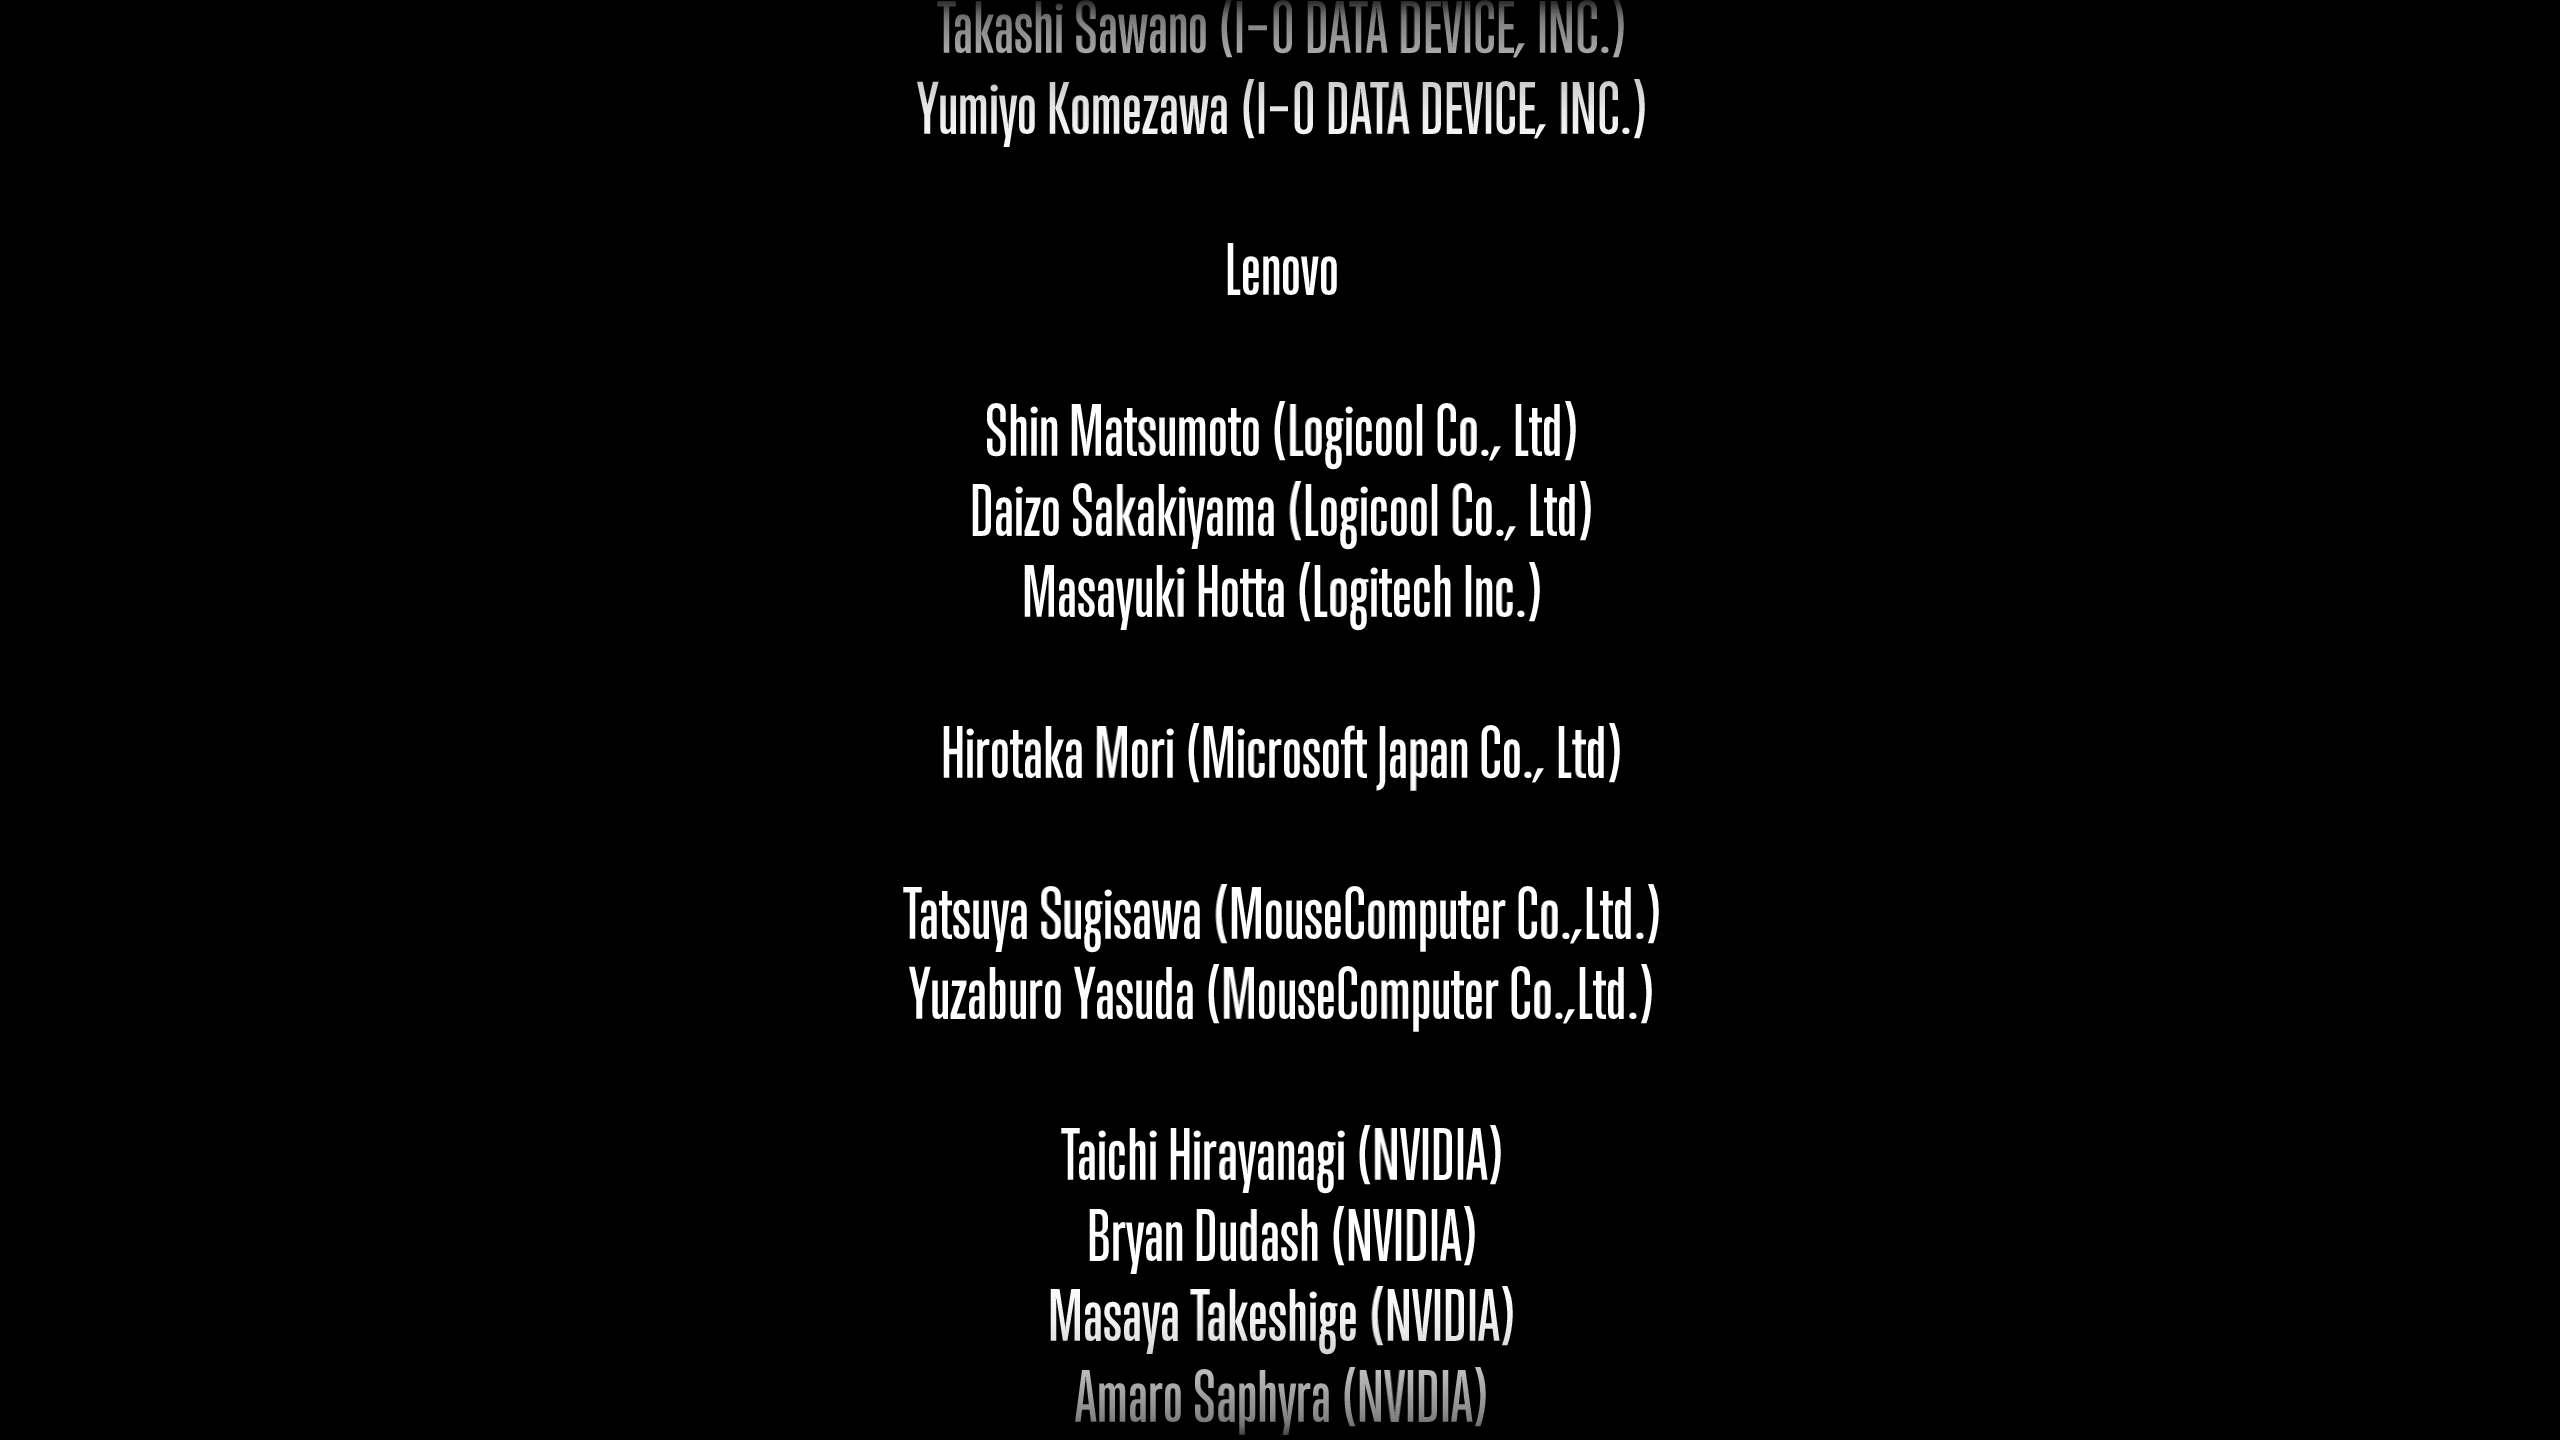 Takashi Sawano (I-O DATA DEVICE, INC.)
Yumiyo Komezawa (I-O DATA DEVICE, INC.)
Lenovo
Shin Matsumoto (Logicool Co., Ltd)
Daizo Sakakiyama (Logicool Co., Ltd)
Masayuki Hotta (Logitech Inc.)
Hirotaka Mori (Microsoft Japan Co., Ltd)
Tatsuya Sugisawa (MouseComputer Co.,Ltd.)
Yuzaburo Yasuda (MouseComputer Co.,Ltd.)
Taichi Hirayanagi (NVIDIA)
Bryan Dudash (NVIDIA)
Masaya Takeshige (NVIDIA)
Amaro Saphyra (NVIDIA)